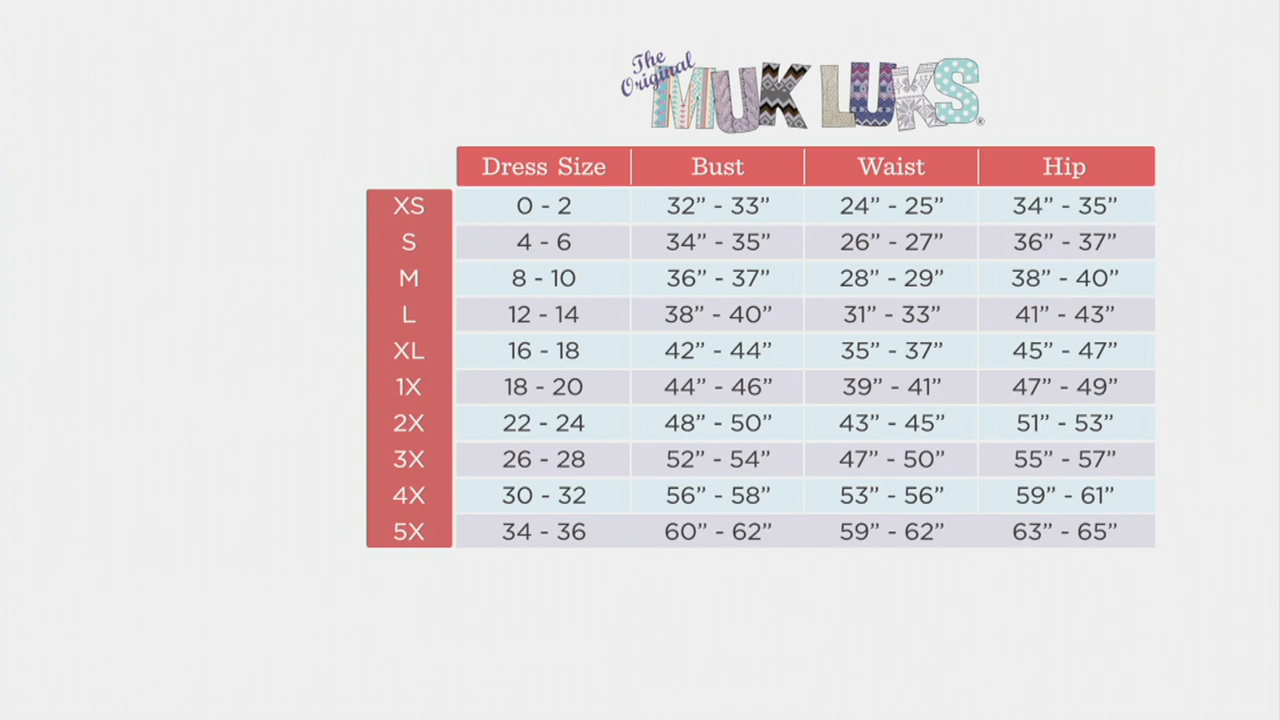 The Original MUK LUKS®
Dress Size Bust Waist Hip
XS 0 - 2 32” - 33” 24” - 25” 34” - 35”
S 4 - 6 34” - 35” 26” - 27” 36” - 37”
M 8 - 10 36” - 37” 28” - 29” 38” - 40”
L 12 - 14 38” - 40” 31” - 33” 41” - 43”
XL 16 - 18 42” - 44” 35” - 37” 45” - 47”
1X 18 - 20 44” - 46” 39” - 41” 47” - 49”
2X 22 - 24 48” - 50” 43” - 45” 51” - 53”
3X 26 - 28 52” - 54” 47” - 50” 55” - 57”
4X 30 - 32 56” - 58” 53” - 56” 59” - 61”
5X 34 - 36 60” - 62” 59” - 62” 63” - 65”